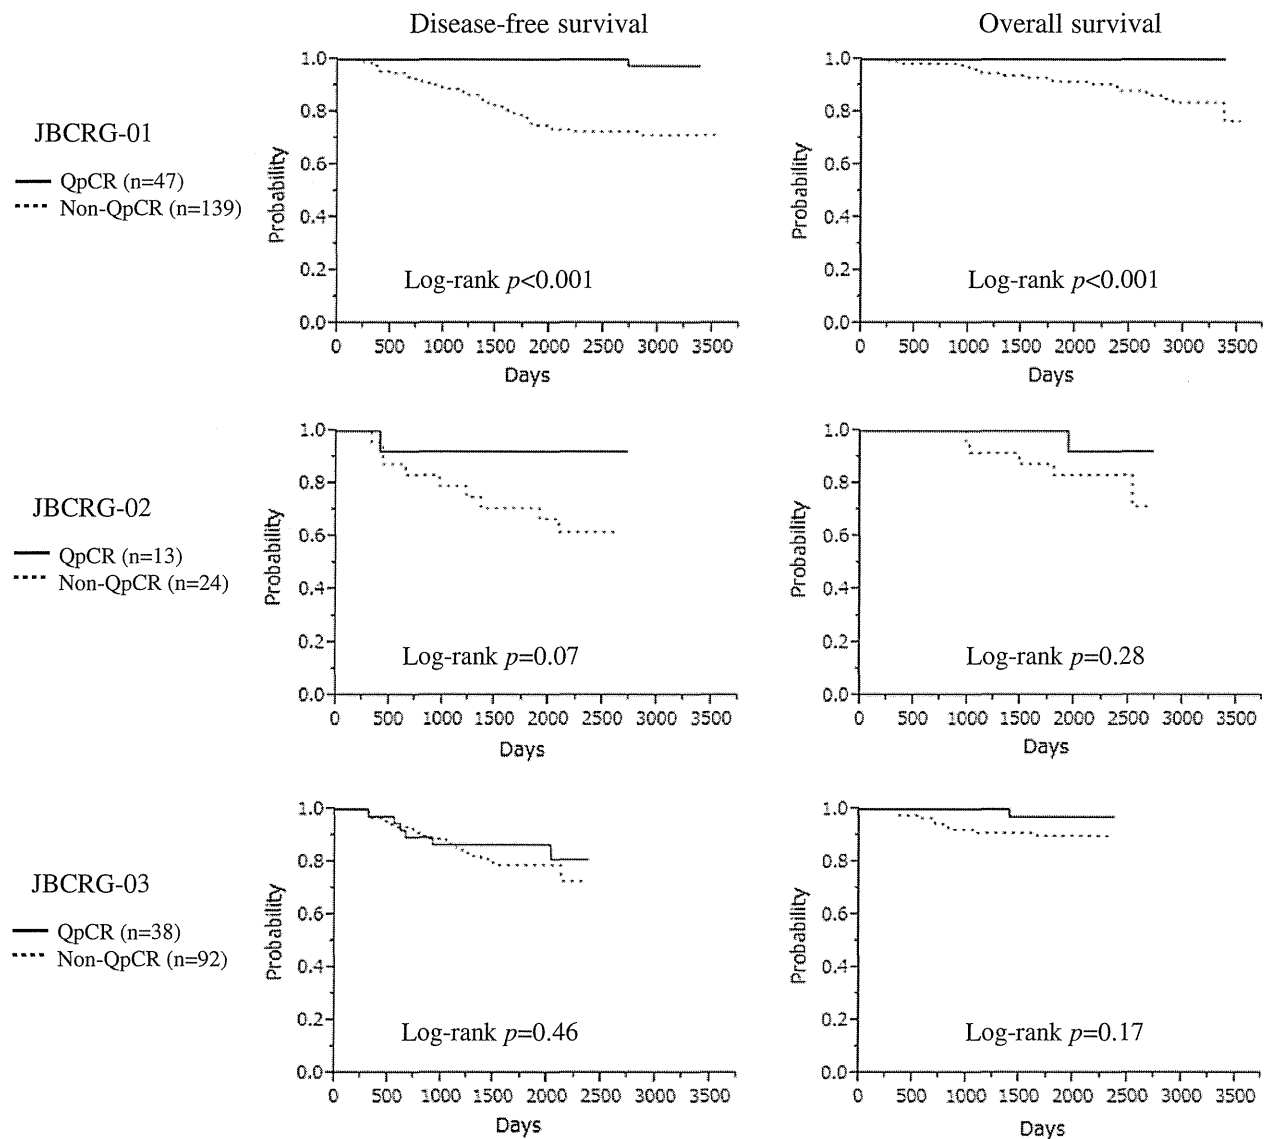 Disease-free survival
Overall survival
JBCRG-01
QpCR (n=47)
Non-QpCR (n=139)
Probability
1.0
0.8
0.6
0.4
0.2
0.0
Log-rank p<0.001
0 500 1000 1500 2000 2500 3000 3500
Days
Probability
1.0
0.8
0.6
0.4
0.2
0.0
Log-rank p<0.001
0 500 1000 1500 2000 2500 3000 3500
Days
JBCRG-02
QpCR (n=13)
Non-QpCR (n=24)
Probability
1.0
0.8
0.6
0.4
0.2
0.0
Log-rank p=0.07
0 500 1000 1500 2000 2500 3000 3500
Days
Probability
1.0
0.8
0.6
0.4
0.2
0.0
Log-rank p=0.28
0 500 1000 1500 2000 2500 3000 3500
Days
JBCRG-03
QpCR (n=38)
Non-QpCR (n=92)
Probability
1.0
0.8
0.6
0.4
0.2
0.0
Log-rank p=0.46
0 500 1000 1500 2000 2500 3000 3500
Days
Probability
1.0
0.8
0.6
0.4
0.2
0.0
Log-rank p=0.17
0 500 1000 1500 2000 2500 3000 3500
Days